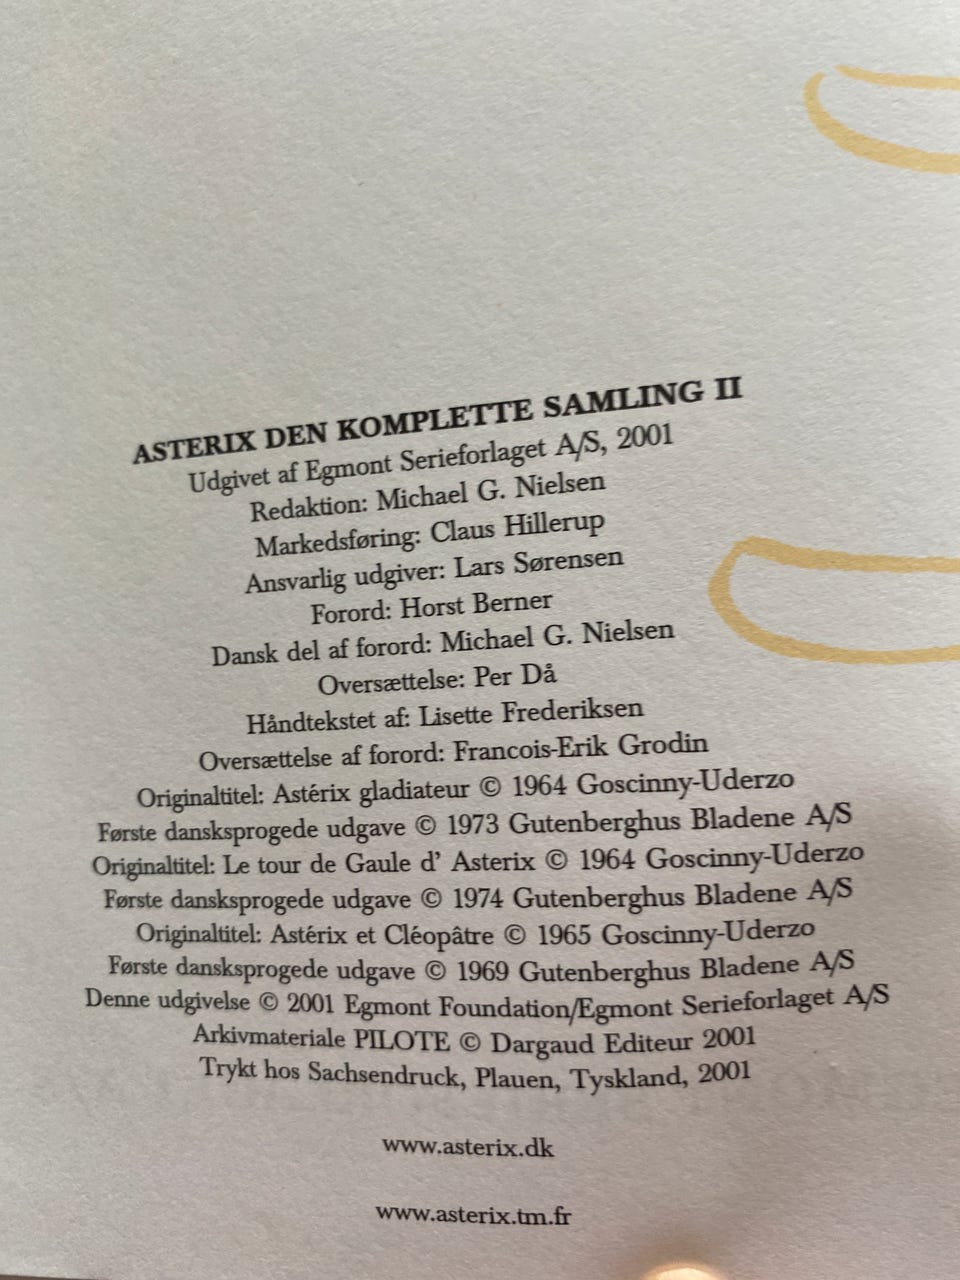 ASTERIX DEN KOMPLETTE SAMLING II
Udgivet af Egmont Serieforlaget A/S, 2001
Redaktion: Michael G. Nielsen
Markedsføring: Claus Hillerup
Ansvarlig udgiver: Lars Sørensen
Forord: Horst Berner
Dansk del af forord: Michael G. Nielsen
Oversættelse: Per Då
Håndtekstet af: Lisette Frederiksen
Oversættelse af forord: Francois-Erik Grodin
Originaltitel: Astérix gladiateur © 1964 Goscinny-Uderzo
Første dansksprogede udgave © 1973 Gutenberghus Bladene A/S
Originaltitel: Le tour de Gaule d' Asterix © 1964 Goscinny-Uderzo
Første dansksprogede udgave © 1974 Gutenberghus Bladene A/S
Originaltitel: Astérix et Cléopâtre © 1965 Goscinny-Uderzo
Første dansksprogede udgave © 1969 Gutenberghus Bladene A/S
Denne udgivelse © 2001 Egmont Foundation/Egmont Serieforlaget A/S
Arkivmateriale PILOTE © Dargaud Editeur 2001
Trykt hos Sachsendruck, Plauen, Tyskland, 2001
www.asterix.dk
www.asterix.tm.fr